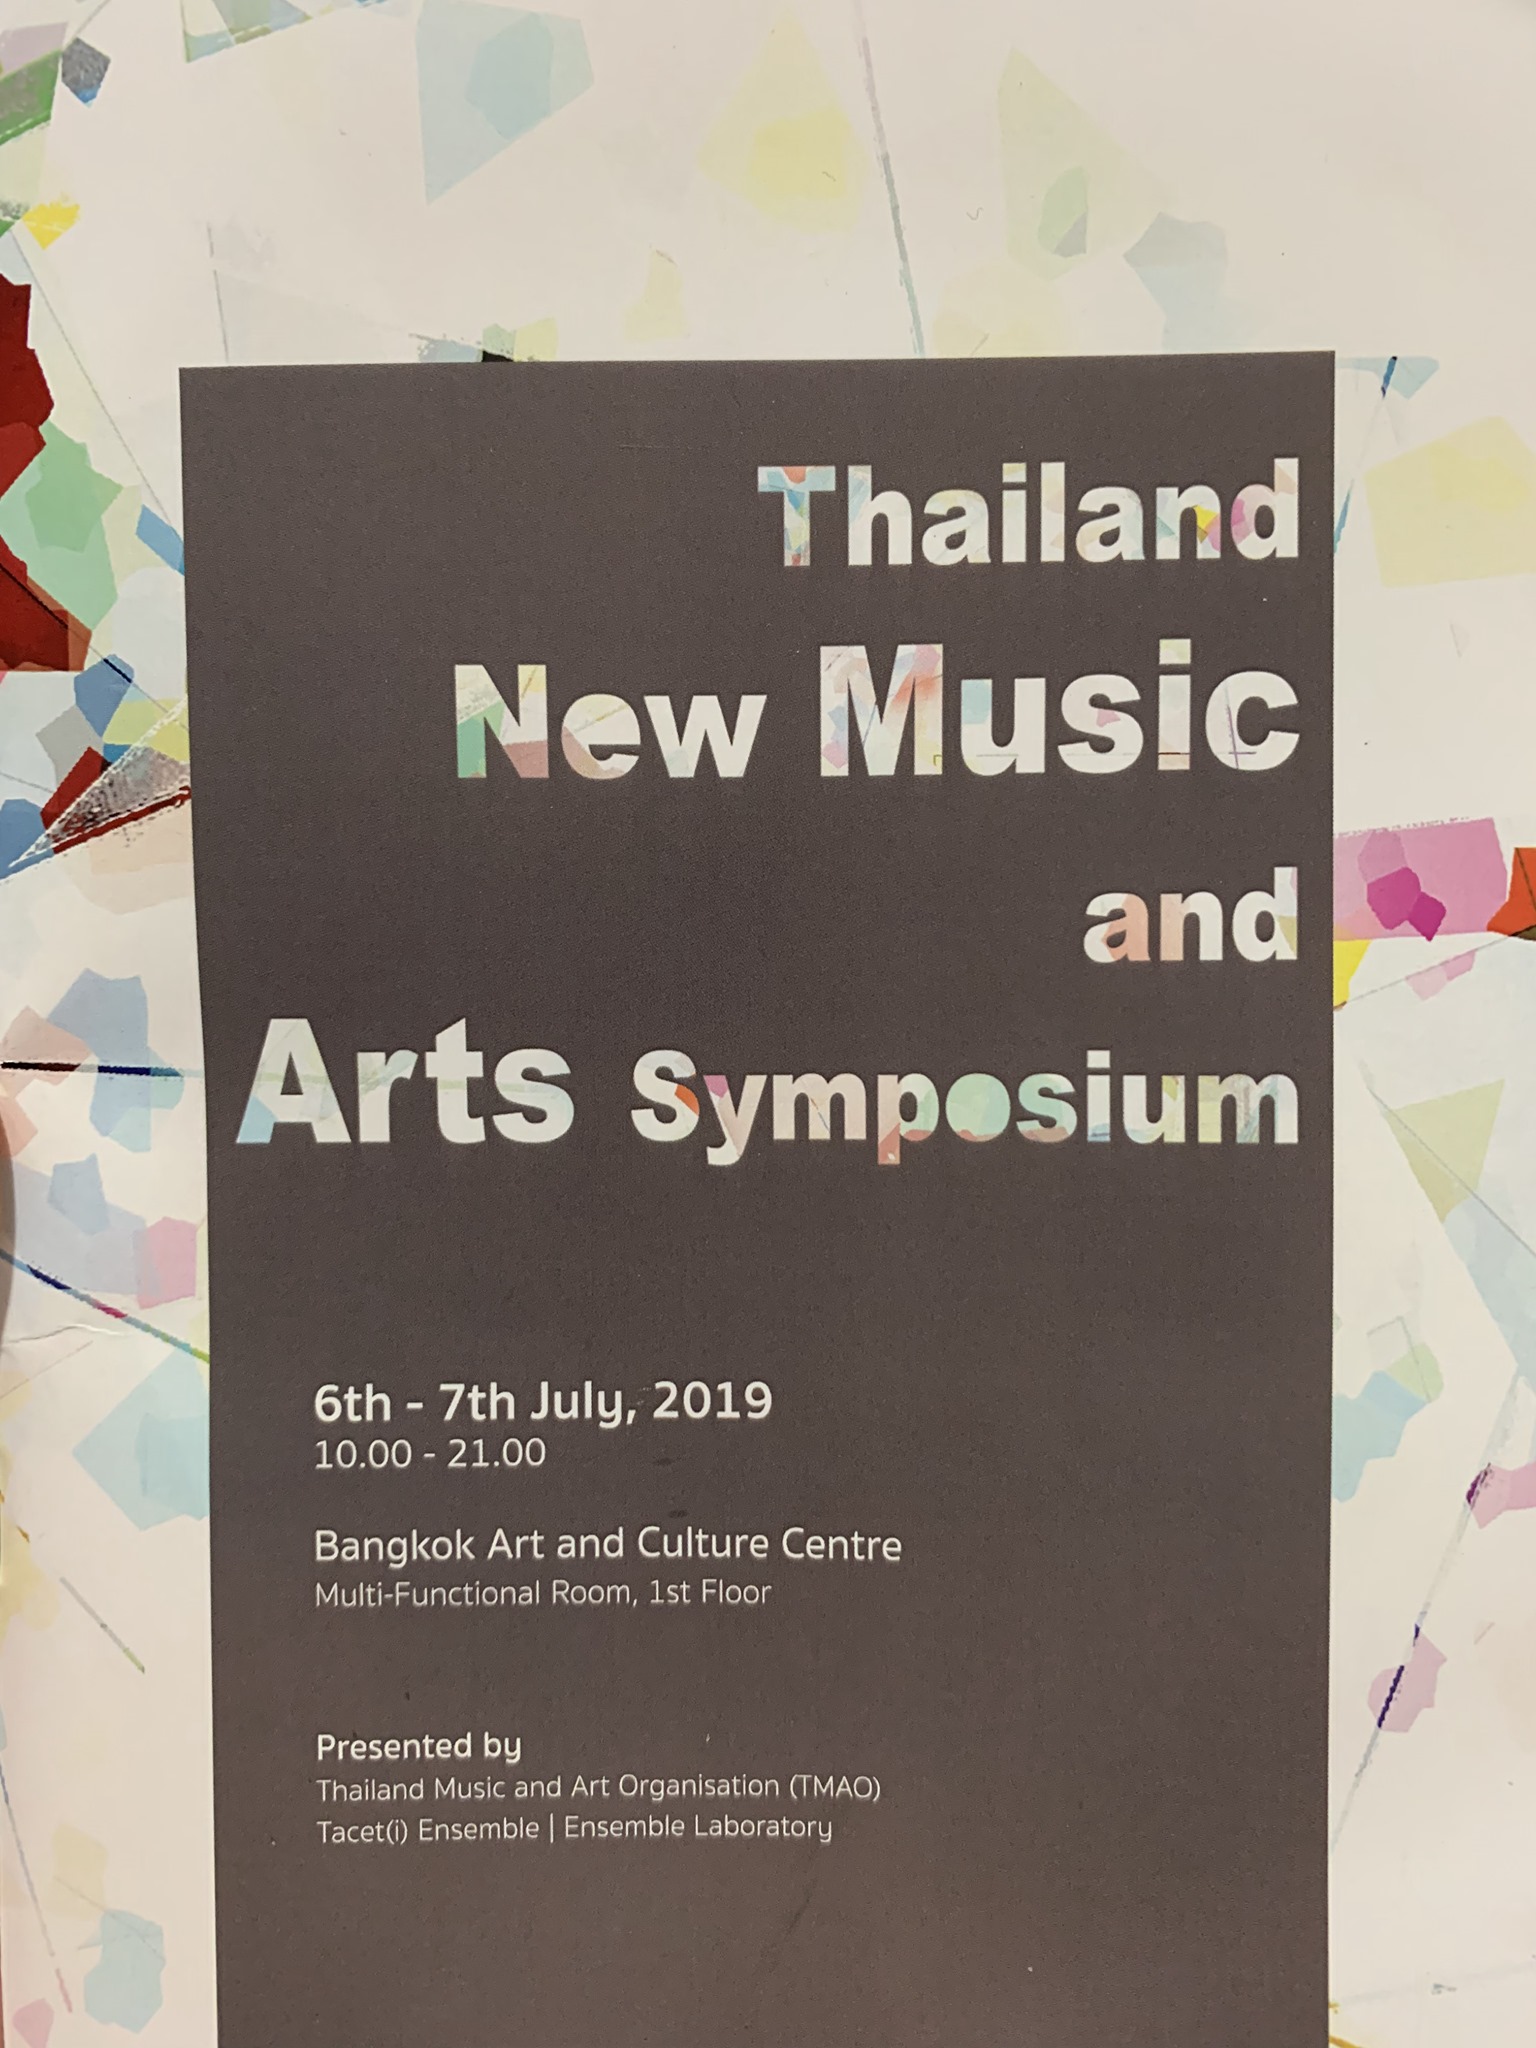 Thailand
New Music
and
Arts Symposium
6th - 7th July, 2019
10.00 - 21.00
Bangkok Art and Culture Centre
Multi-Functional Room, 1st Floor
Presented by
Thailand Music and Art Organisation (TMAO)
Tacet(i) Ensemble | Ensemble Laboratory